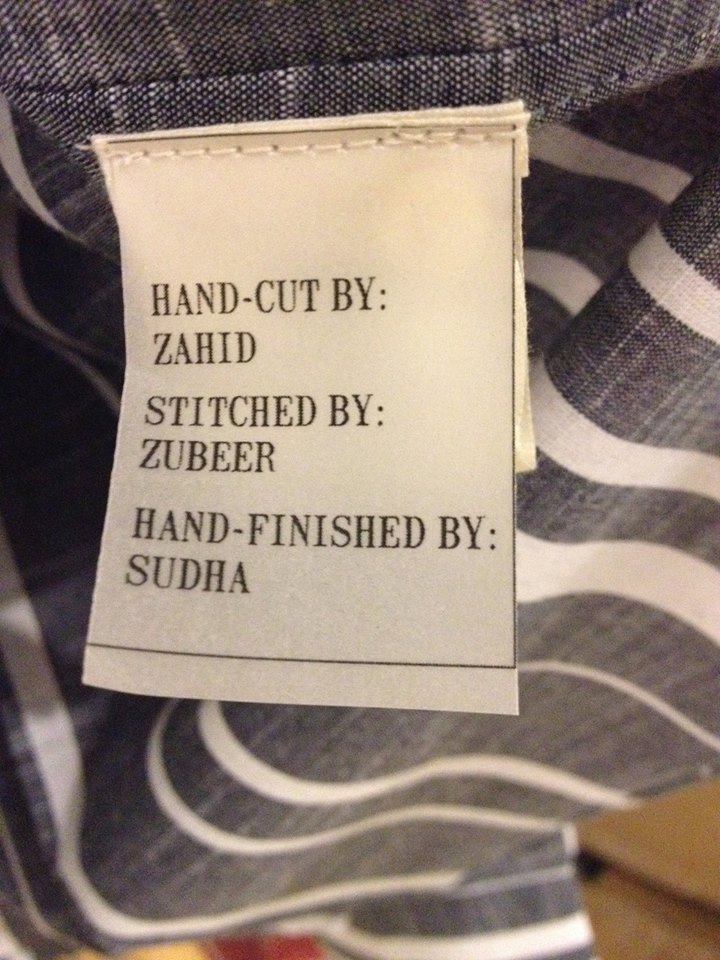 HAND-CUT BY:
ZAHID
STITCHED BY:
ZUBEER
HAND-FINISHED BY:
SUDHA